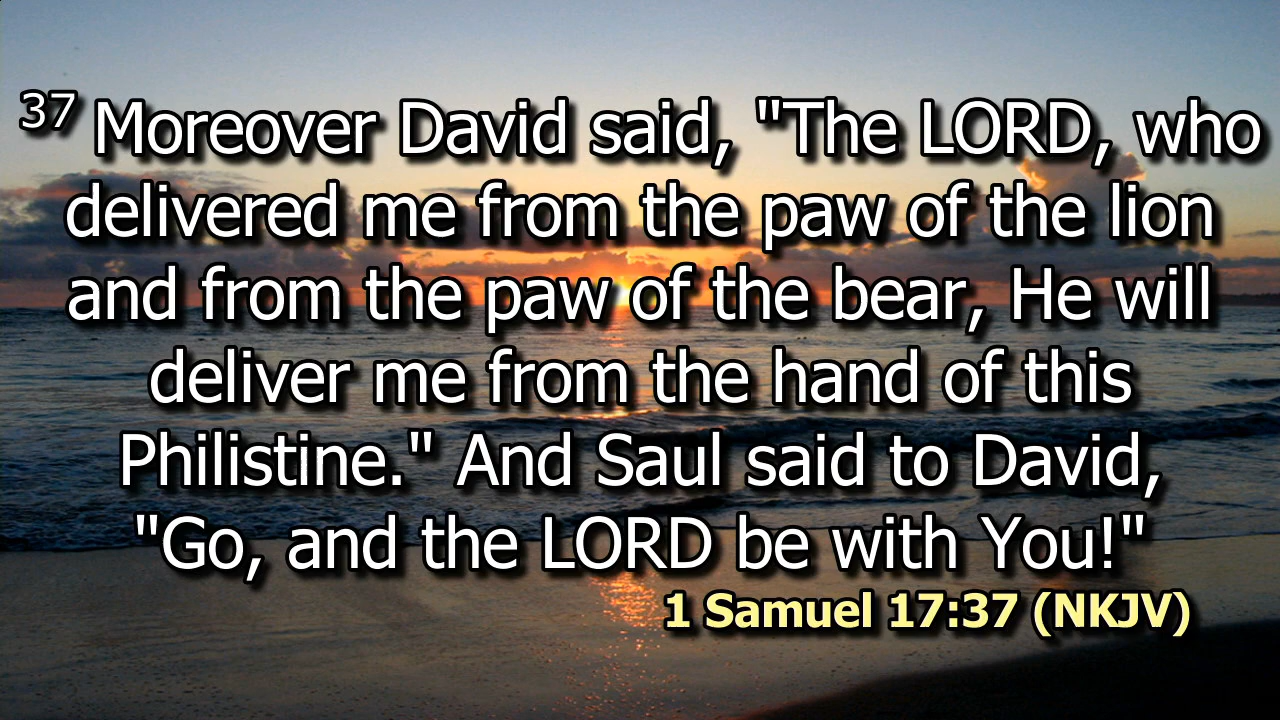 37 Moreover David said, "The LORD, who
delivered me from the paw of the lion
and from the paw of the bear, He will
deliver me from the hand of this
Philistine." And Saul said to David,
"Go, and the LORD be with You!"
1 Samuel 17:37 (NKJV)